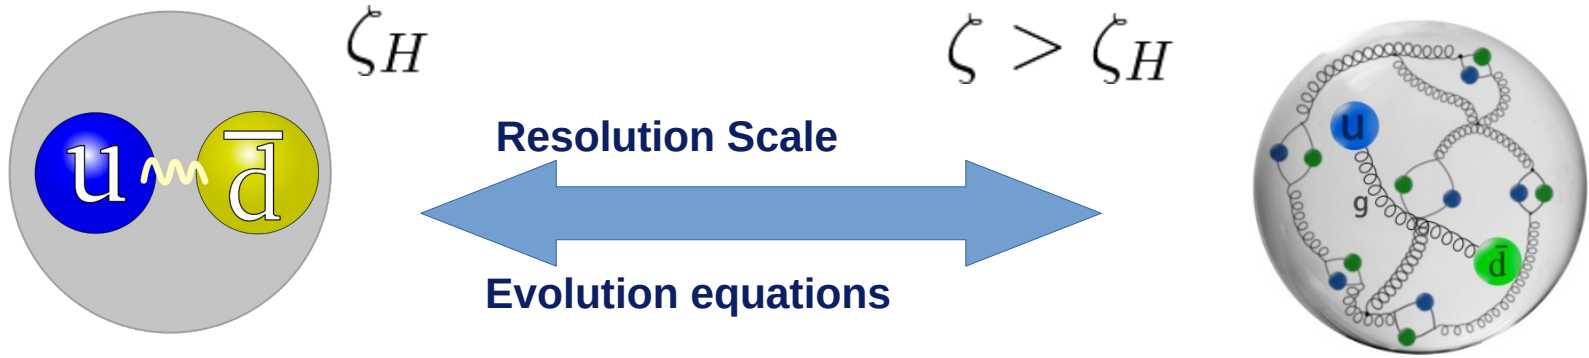 ζ_H
ζ > ζ_H
u
d̄
Resolution Scale
Evolution equations
u
g
d̄